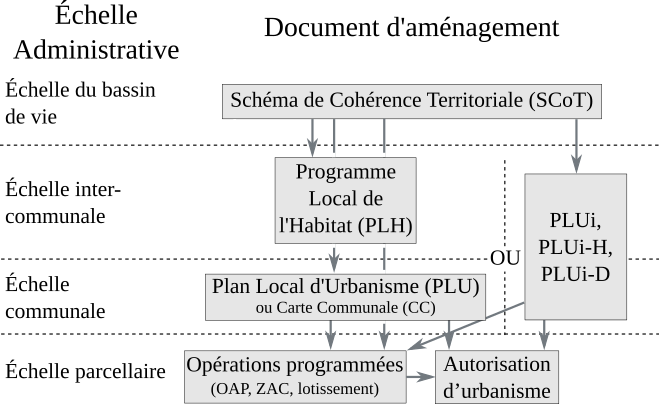 Échelle
Administrative
Document d'aménagement
Échelle du bassin
de vie
Schéma de Cohérence Territoriale (SCoT)
Échelle inter-
communale
Programme
Local de
l'Habitat (PLH)
OU
PLUi,
PLUi-H,
PLUi-D
Échelle
communale
Plan Local d'Urbanisme (PLU)
ou Carte Communale (CC)
Échelle parcellaire
Opérations programmées
(OAP, ZAC, lotissement)
Autorisation
d’urbanisme